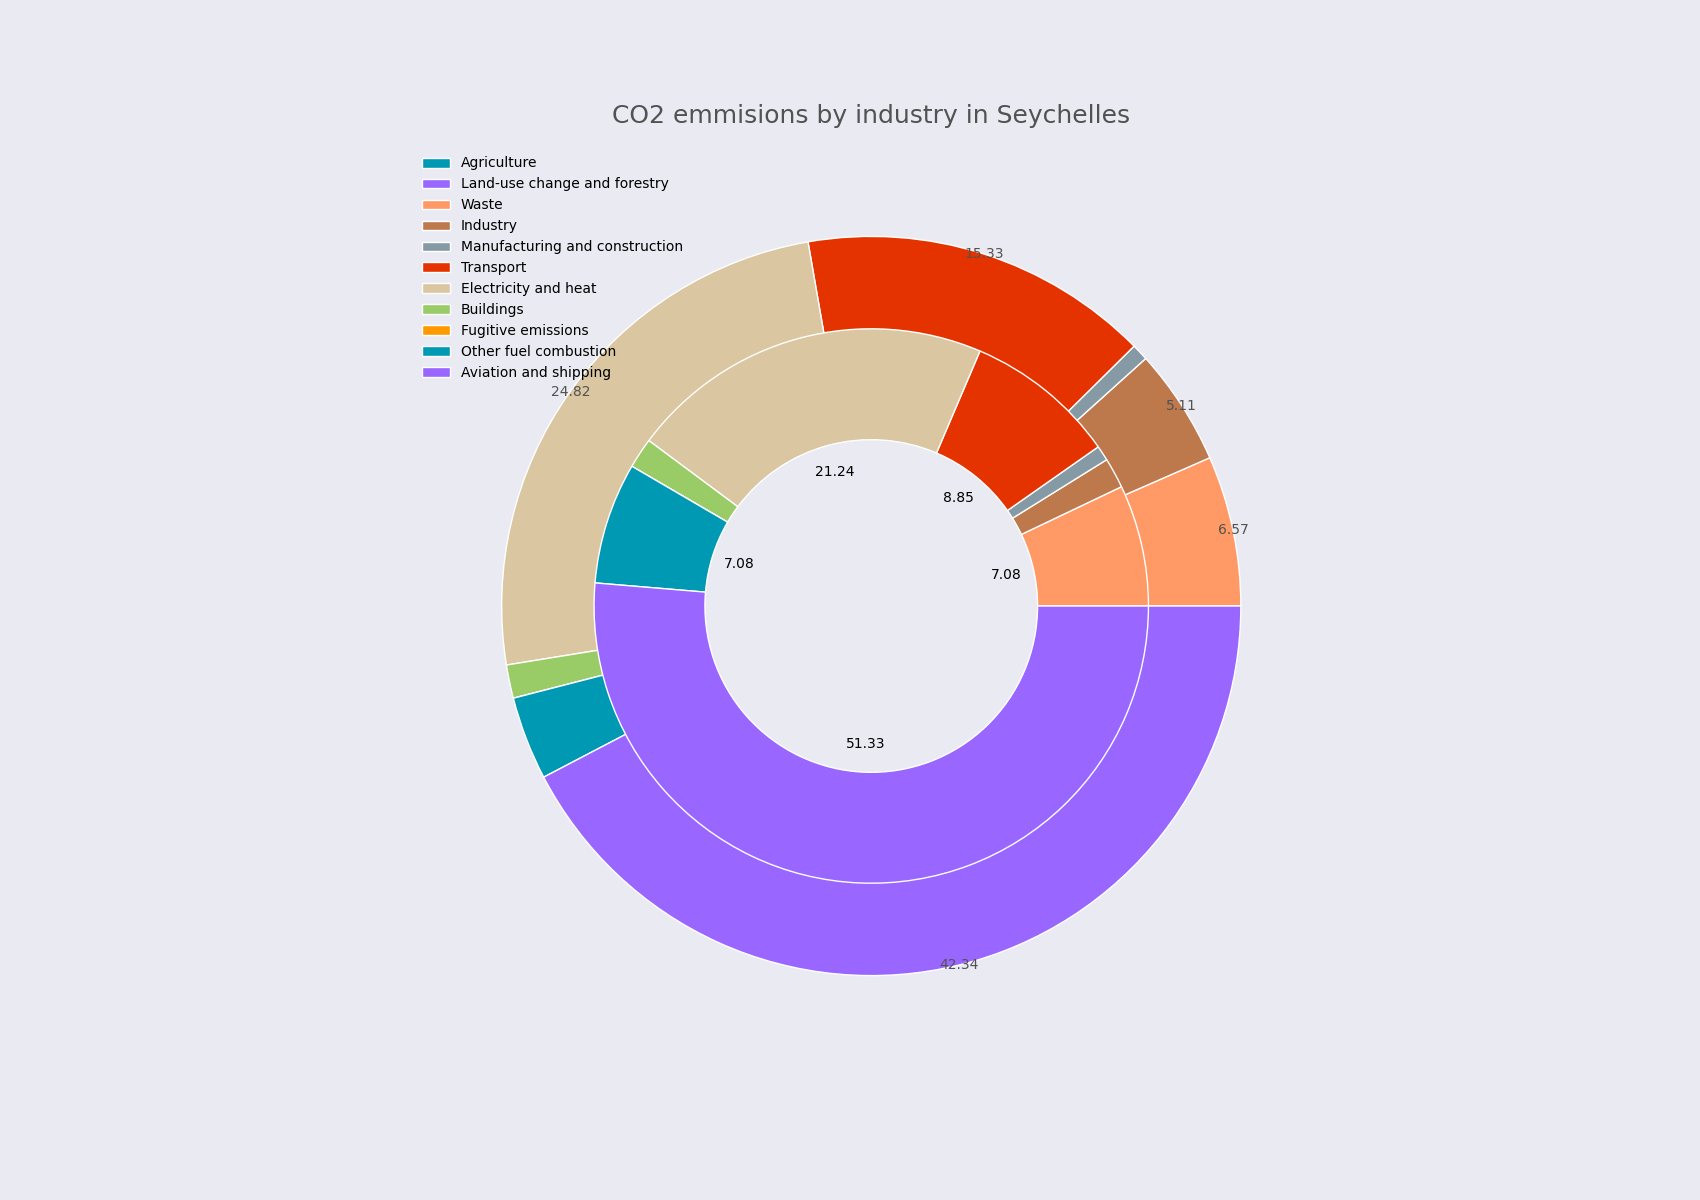 CO2 emmisions by industry in Seychelles
Agriculture
Land-use change and forestry
Waste
Industry
Manufacturing and construction
Transport
Electricity and heat
Buildings
Fugitive emissions
Other fuel combustion
Aviation and shipping
15.33
24.82
5.11
21.24
8.85
6.57
7.08
7.08
51.33
42.34